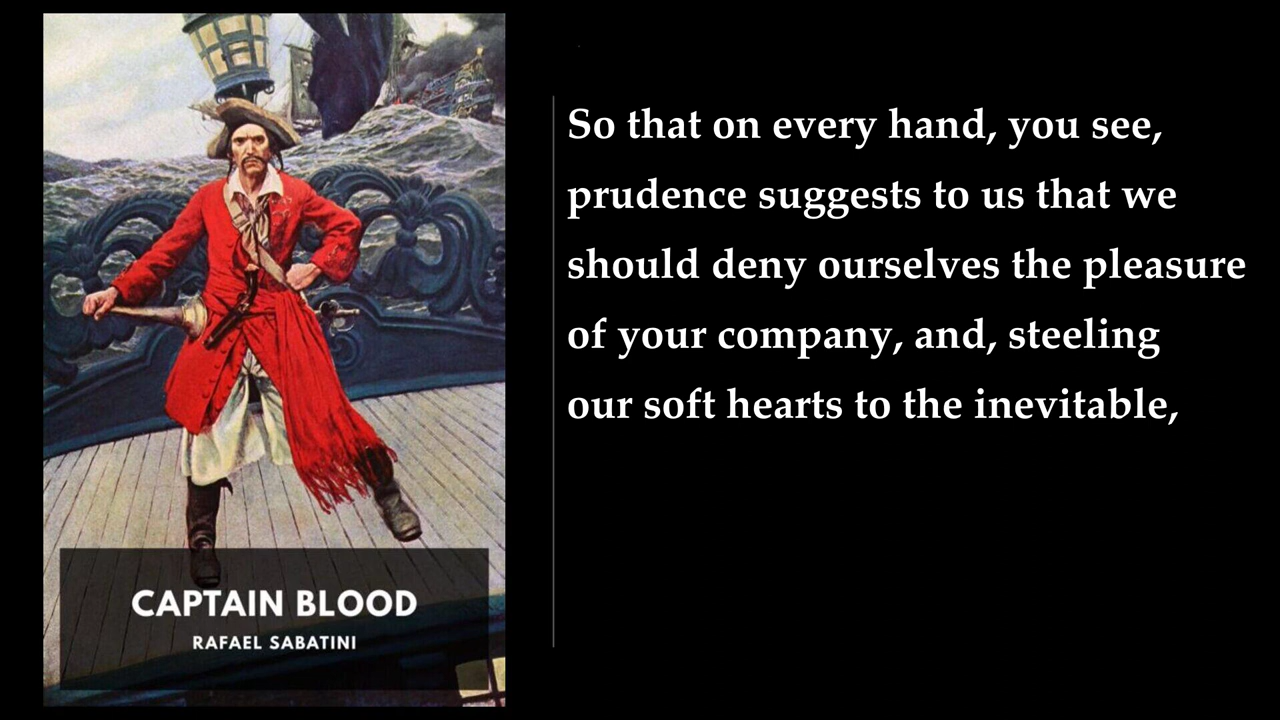 So that on every hand, you see,
prudence suggests to us that we
should deny ourselves the pleasure
of your company, and, steeling
our soft hearts to the inevitable,
CAPTAIN BLOOD
RAFAEL SABATINI